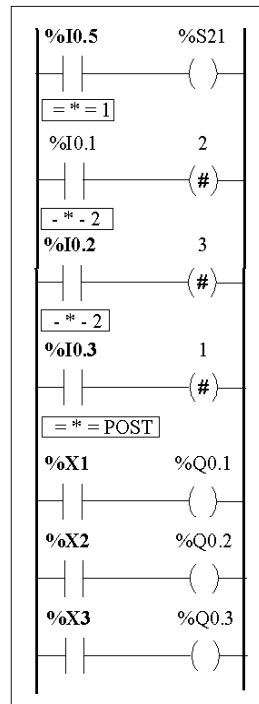 %I0.5 %S21
= * = 1
%I0.1 2
#
- * - 2
%I0.2 3
#
- * - 2
%I0.3 1
#
= * = POST
%X1 %Q0.1
%X2 %Q0.2
%X3 %Q0.3